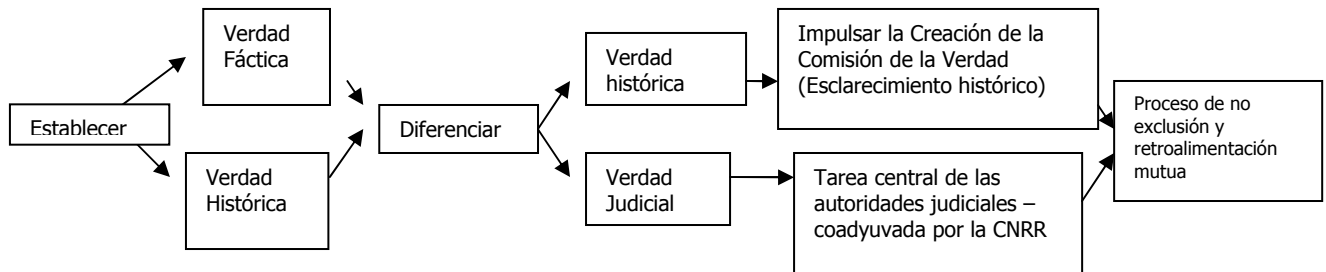 Establecer
Verdad
Fáctica
Verdad
Histórica
Diferenciar
Verdad
histórica
Verdad
Judicial
Impulsar la Creación de la
Comisión de la Verdad
(Esclarecimiento histórico)
Tarea central de las
autoridades judiciales –
coadyuvada por la CNRR
Proceso de no
exclusión y
retroalimentación
mutua